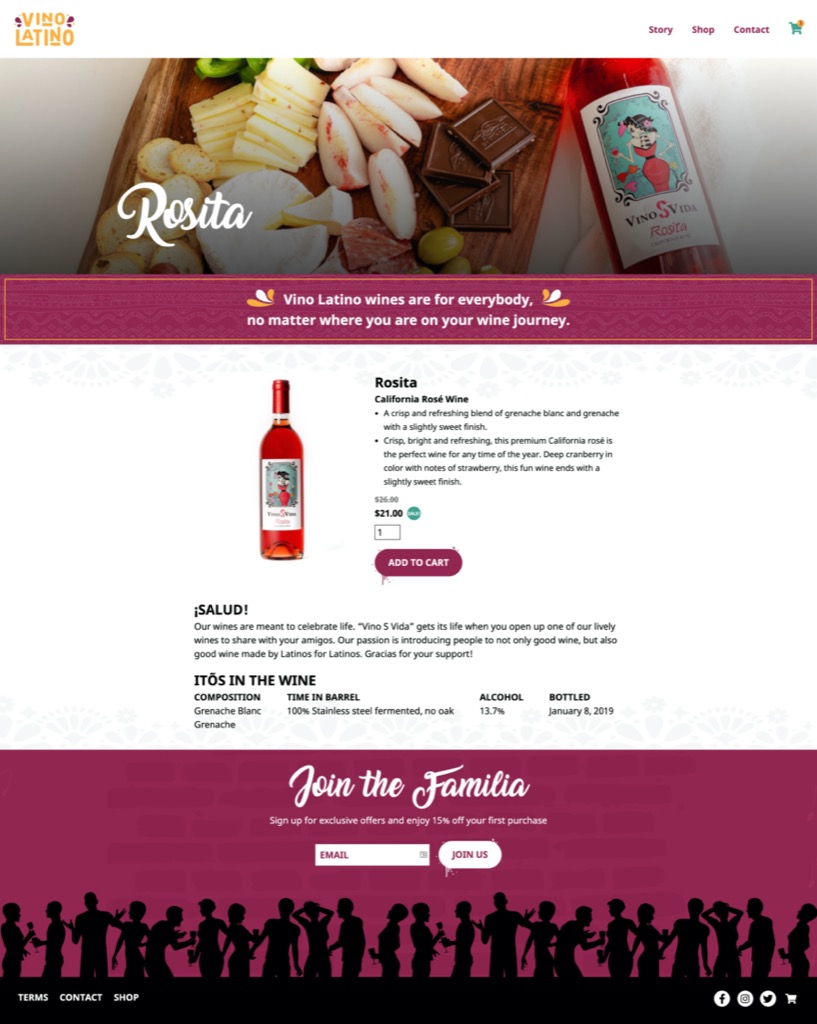 VINO
LATINO
Story Shop Contact
Rosita
VINO S VIDA
Rosita
Vino Latino wines are for everybody,
no matter where you are on your wine journey.
Rosita
California Rosé Wine
• A crisp and refreshing blend of grenache blanc and grenache
with a slightly sweet finish.
• Crisp, bright and refreshing, this premium California rosé is
the perfect wine for any time of the year. Deep cranberry in
color with notes of strawberry, this fun wine ends with a
slightly sweet finish.
$26.00
$21.00 SALE!
1
VINO S VIDA
Rosita
ADD TO CART
¡SALUD!
Our wines are meant to celebrate life. “Vino S Vida” gets its life when you open up one of our lively
wines to share with your amigos. Our passion is introducing people to not only good wine, but also
good wine made by Latinos for Latinos. Gracias for your support!
ITÕS IN THE WINE
COMPOSITION TIME IN BARREL ALCOHOL BOTTLED
Grenache Blanc 100% Stainless steel fermented, no oak 13.7% January 8, 2019
Grenache
Join the Familia
Sign up for exclusive offers and enjoy 15% off your first purchase
EMAIL JOIN US
TERMS CONTACT SHOP